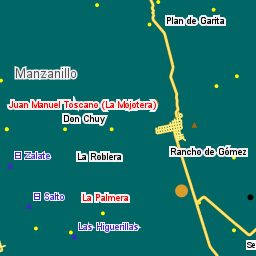 Plan de Garita
Manzanillo
Juan Manuel Toscano (La Mojotera)
Don Chuy
Rancho de Gómez
El Zalate
La Roblera
El Salto
La Palmera
Las Higuerillas
Se